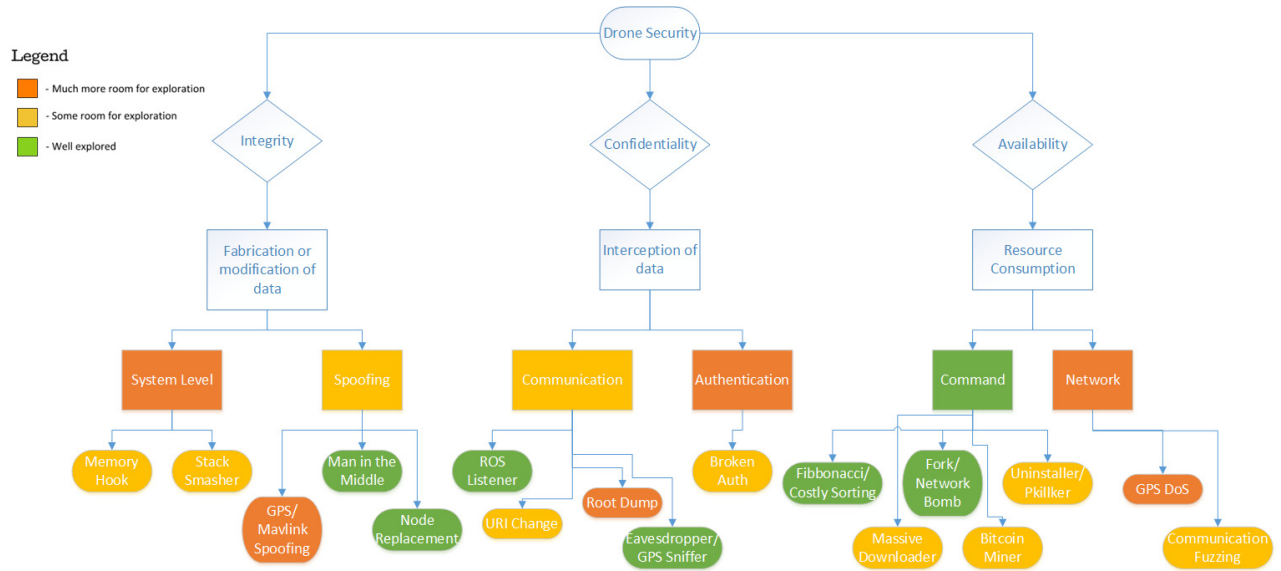 Drone Security
Legend
- Much more room for exploration
- Some room for exploration
- Well explored
Integrity
Confidentiality
Availability
Fabrication or
modification of
data
Interception of
data
Resource
Consumption
System Level
Spoofing
Communication
Authentication
Command
Network
Memory
Hook
Stack
Smasher
GPS/
Mavlink
Spoofing
Man in the
Middle
Node
Replacement
ROS
Listener
URI Change
Root Dump
Eavesdropper/
GPS Sniffer
Broken
Auth
Fibbonacci/
Costly Sorting
Massive
Downloader
Fork/
Network
Bomb
Bitcoin
Miner
Uninstaller/
Pkillker
GPS DoS
Communication
Fuzzing